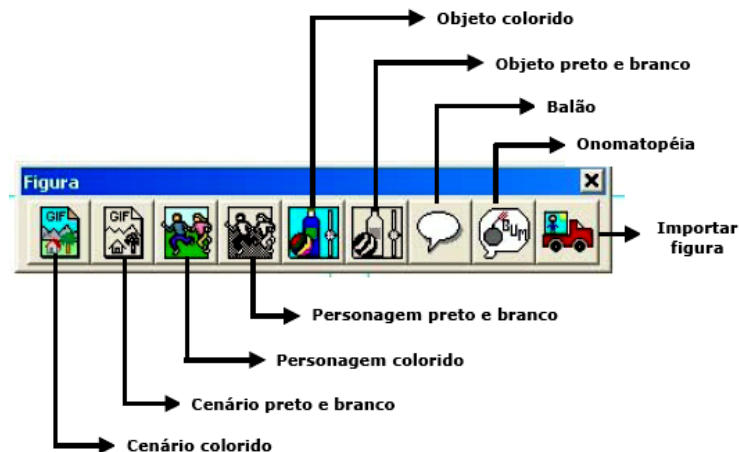 Objeto colorido
Objeto preto e branco
Balão
Onomatopéia
Figura
GIF
GIF
BUM
Importar
figura
Personagem preto e branco
Personagem colorido
Cenário preto e branco
Cenário colorido